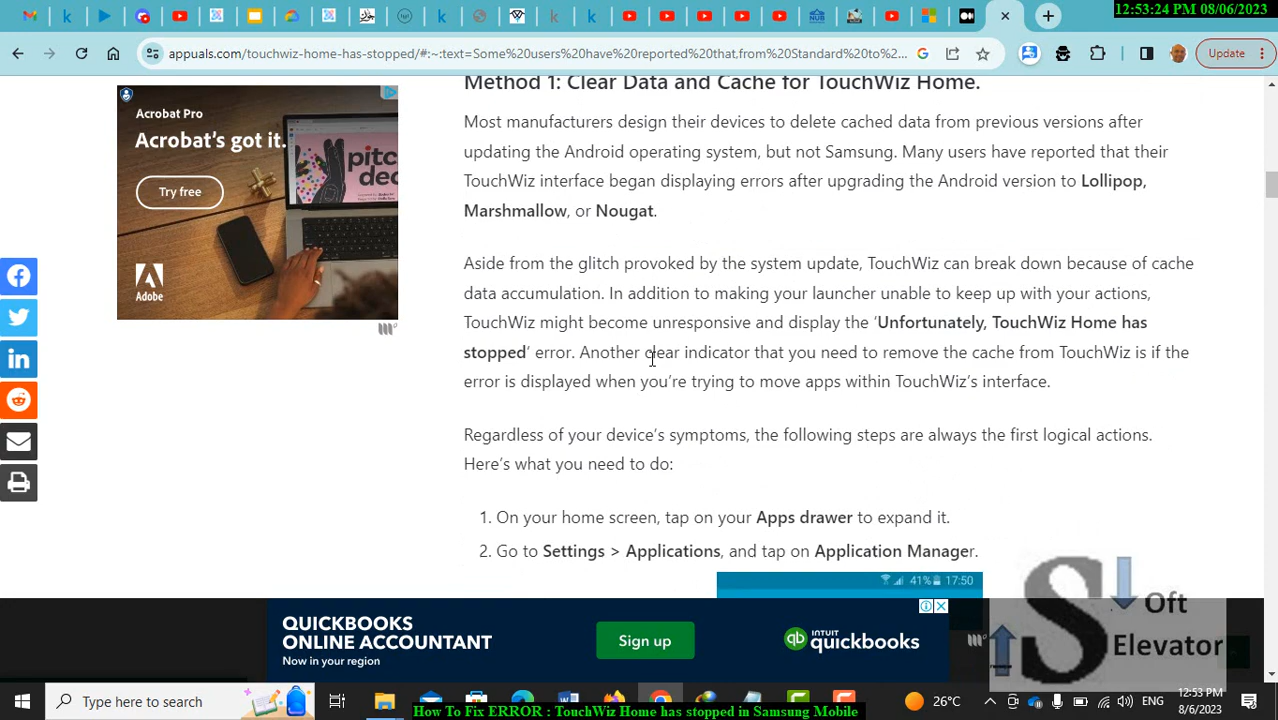 12:53:24 PM 08/06/2023
appuals.com/touchwiz-home-has-stopped/#:~:text=Some%20users%20have%20reported%20that,from%20Standard%20to%2...
Update
Method 1: Clear Data and Cache for TouchWiz Home.
Most manufacturers design their devices to delete cached data from previous versions after
updating the Android operating system, but not Samsung. Many users have reported that their
TouchWiz interface began displaying errors after upgrading the Android version to Lollipop,
Marshmallow, or Nougat.
Aside from the glitch provoked by the system update, TouchWiz can break down because of cache
data accumulation. In addition to making your launcher unable to keep up with your actions,
TouchWiz might become unresponsive and display the ‘Unfortunately, TouchWiz Home has
stopped‘ error. Another clear indicator that you need to remove the cache from TouchWiz is if the
error is displayed when you’re trying to move apps within TouchWiz’s interface.
Regardless of your device’s symptoms, the following steps are always the first logical actions.
Here’s what you need to do:
1. On your home screen, tap on your Apps drawer to expand it.
2. Go to Settings > Applications, and tap on Application Manager.
41% 17:50
Acrobat Pro
Acrobat’s got it.
Try free
Adobe
QUICKBOOKS
ONLINE ACCOUNTANT
Now in your region
Sign up
INTUIT
quickbooks
S Oft
Elevator
Type here to search
26°C
ENG
12:53 PM
8/6/2023
How To Fix ERROR : TouchWiz Home has stopped in Samsung Mobile